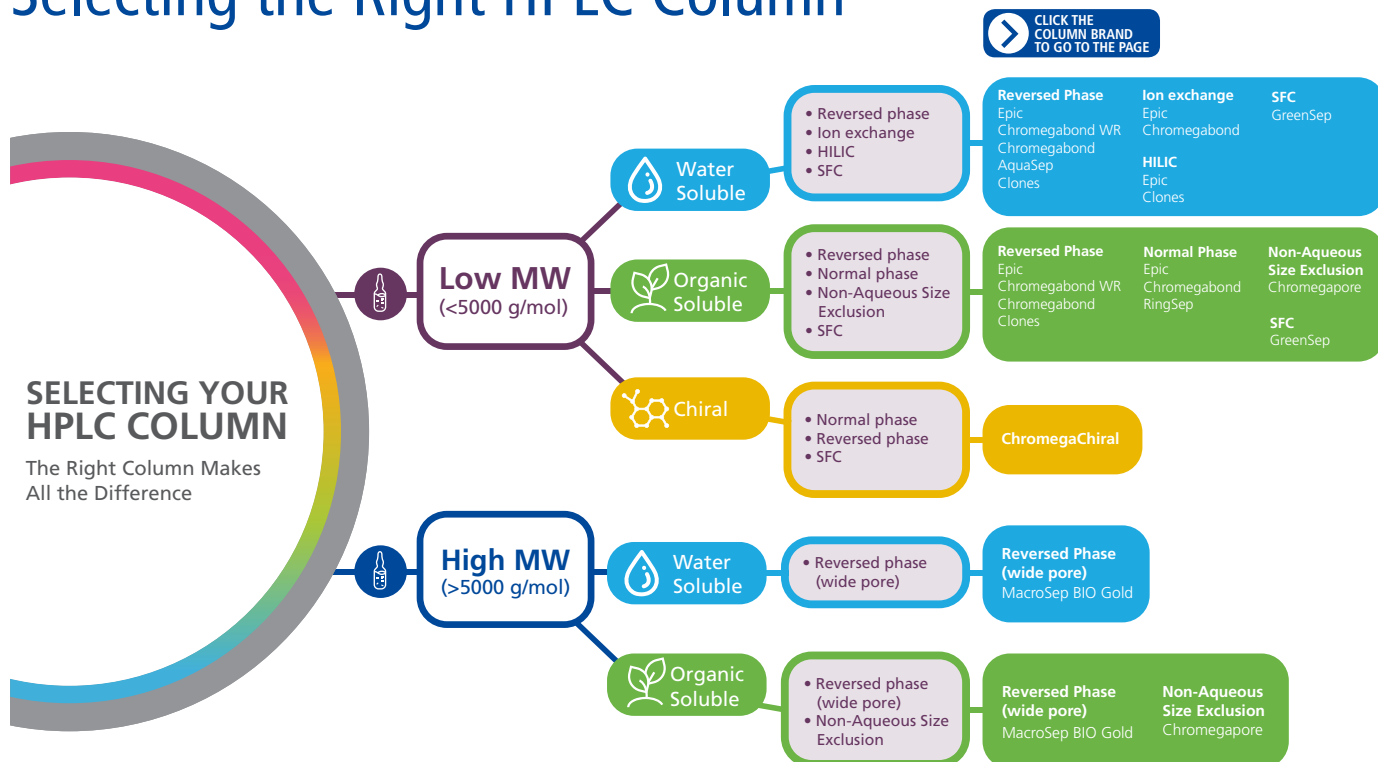 Selecting the Right HPLC Column
CLICK THE
COLUMN BRAND
TO GO TO THE PAGE
SELECTING YOUR
HPLC COLUMN
The Right Column Makes
All the Difference
Low MW
(<5000 g/mol)
Water
Soluble
• Reversed phase
• Ion exchange
• HILIC
• SFC
Reversed Phase
Epic
Chromegabond WR
Chromegabond
AquaSep
Clones
Ion exchange
Epic
Chromegabond
HILIC
Epic
Clones
SFC
GreenSep
Organic
Soluble
• Reversed phase
• Normal phase
• Non-Aqueous Size
Exclusion
• SFC
Reversed Phase
Epic
Chromegabond WR
Chromegabond
Clones
Normal Phase
Epic
Chromegabond
RingSep
Non-Aqueous
Size Exclusion
Chromegapore
SFC
GreenSep
Chiral
• Normal phase
• Reversed phase
• SFC
ChromegaChiral
High MW
(>5000 g/mol)
Water
Soluble
• Reversed phase
(wide pore)
Reversed Phase
(wide pore)
MacroSep BIO Gold
Organic
Soluble
• Reversed phase
(wide pore)
• Non-Aqueous Size
Exclusion
Reversed Phase
(wide pore)
MacroSep BIO Gold
Non-Aqueous
Size Exclusion
Chromegapore